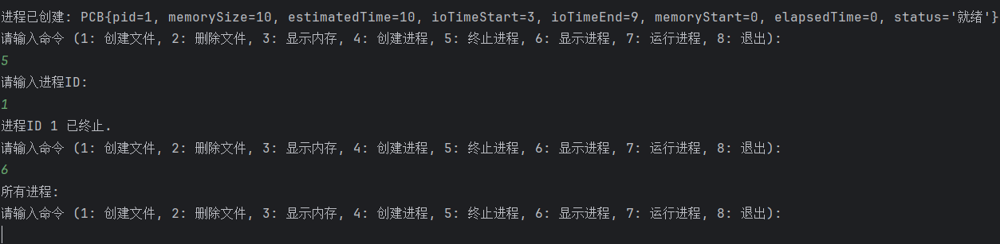 进程已创建: PCB{pid=1, memorySize=10, estimatedTime=10, ioTimeStart=3, ioTimeEnd=9, memoryStart=0, elapsedTime=0, status='就绪'}
请输入命令 (1: 创建文件, 2: 删除文件, 3: 显示内存, 4: 创建进程, 5: 终止进程, 6: 显示进程, 7: 运行进程, 8: 退出):
5
请输入进程ID:
1
进程ID 1 已终止.
请输入命令 (1: 创建文件, 2: 删除文件, 3: 显示内存, 4: 创建进程, 5: 终止进程, 6: 显示进程, 7: 运行进程, 8: 退出):
6
所有进程:
请输入命令 (1: 创建文件, 2: 删除文件, 3: 显示内存, 4: 创建进程, 5: 终止进程, 6: 显示进程, 7: 运行进程, 8: 退出):